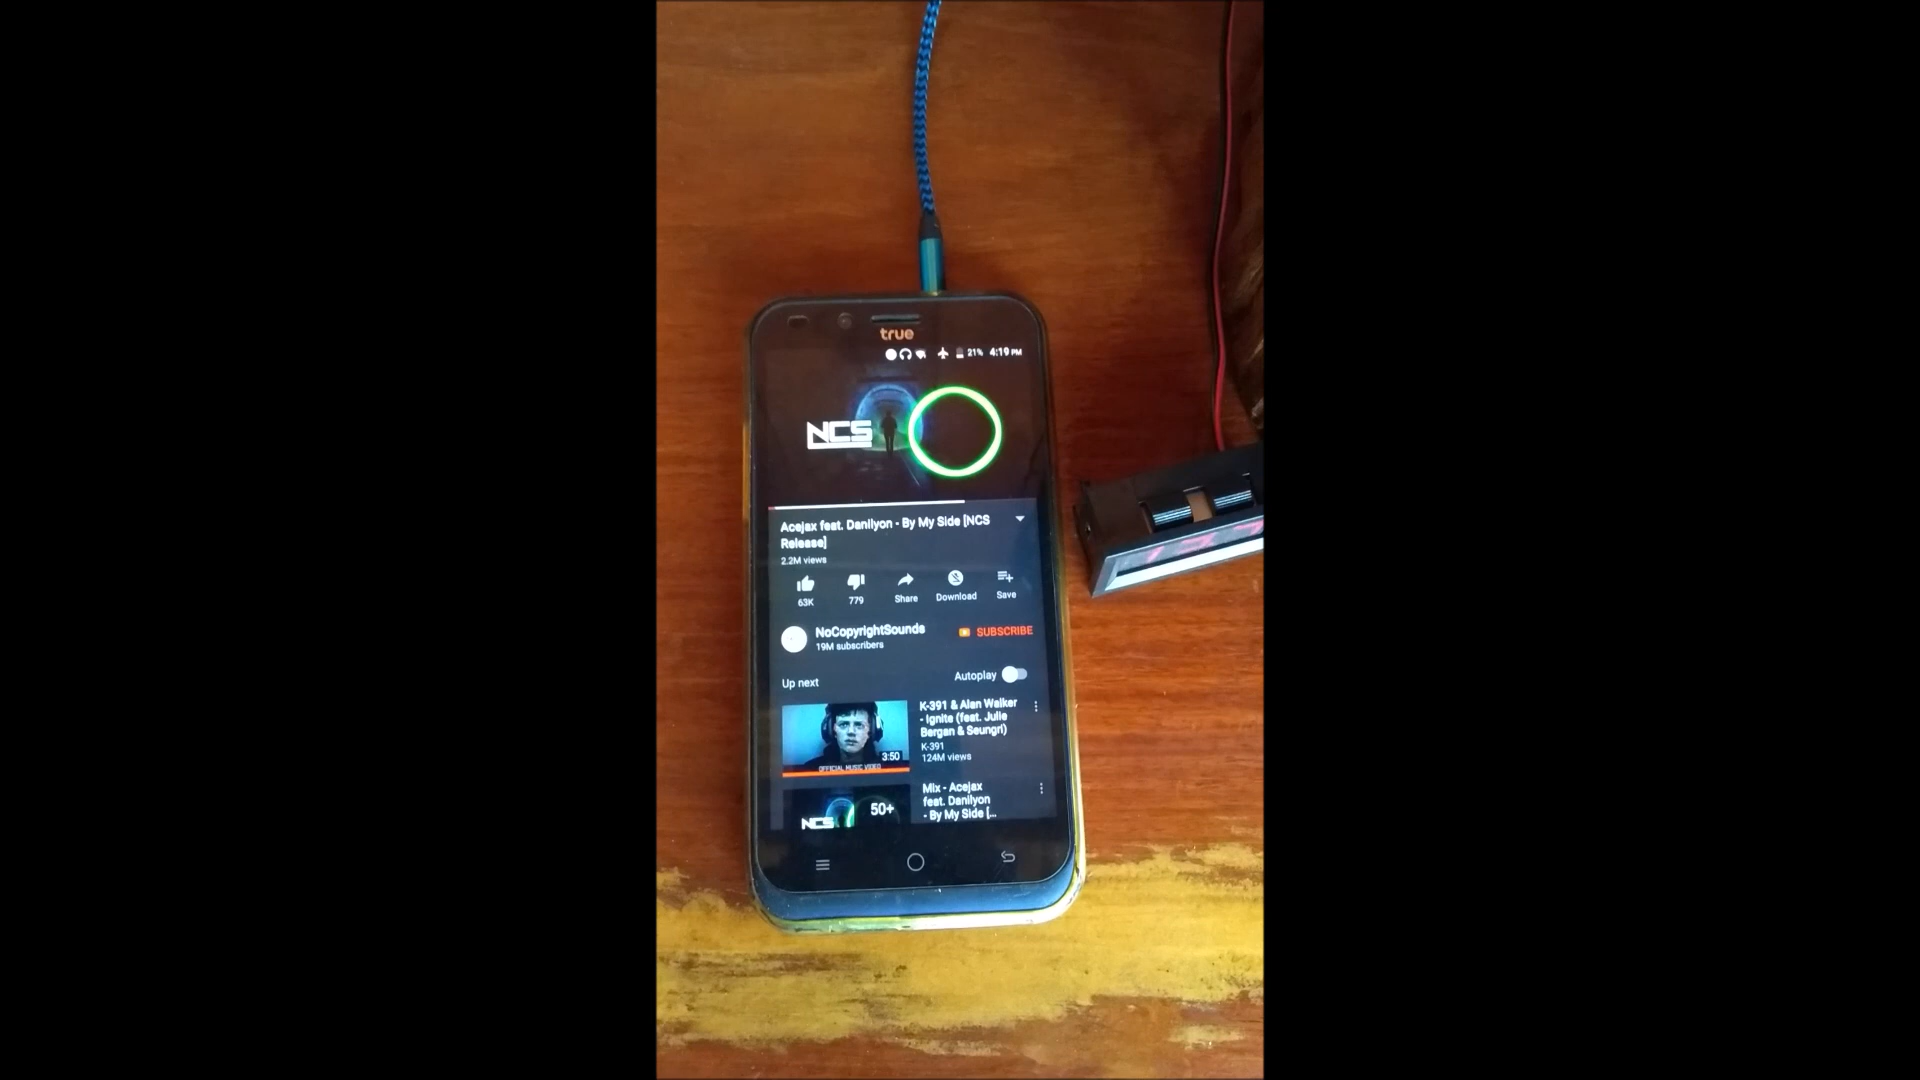 true
21% 4:19 PM
NCS
Acejax feat. Danilyon - By My Side [NCS
Release]
2.2M views
63K
779
Share
Download
Save
NoCopyrightSounds
19M subscribers
SUBSCRIBE
Up next
Autoplay
K-391 & Alan Walker
- Ignite (feat. Julie
Bergan & Seungri)
K-391
124M views
3:50
OFFICIAL MUSIC VIDEO
Mix - Acejax
feat. Danilyon
- By My Side [...
50+
NCS